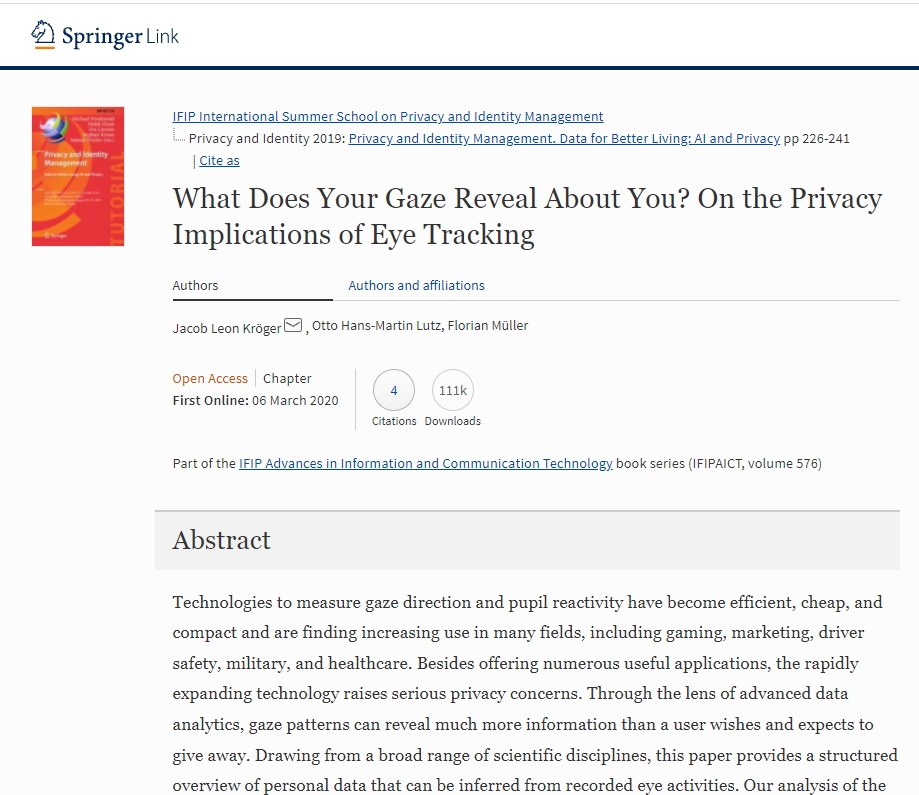 Springer Link
IFIP International Summer School on Privacy and Identity Management
Privacy and Identity 2019: Privacy and Identity Management. Data for Better Living: AI and Privacy pp 226-241
| Cite as
Privacy and Identity
Management
TUTORIAL
Springer
What Does Your Gaze Reveal About You? On the Privacy
Implications of Eye Tracking
Authors
Authors and affiliations
Jacob Leon Kröger , Otto Hans-Martin Lutz, Florian Müller
Open Access | Chapter
First Online: 06 March 2020
4
Citations
111k
Downloads
Part of the IFIP Advances in Information and Communication Technology book series (IFIPAICT, volume 576)
Abstract
Technologies to measure gaze direction and pupil reactivity have become efficient, cheap, and
compact and are finding increasing use in many fields, including gaming, marketing, driver
safety, military, and healthcare. Besides offering numerous useful applications, the rapidly
expanding technology raises serious privacy concerns. Through the lens of advanced data
analytics, gaze patterns can reveal much more information than a user wishes and expects to
give away. Drawing from a broad range of scientific disciplines, this paper provides a structured
overview of personal data that can be inferred from recorded eye activities. Our analysis of the